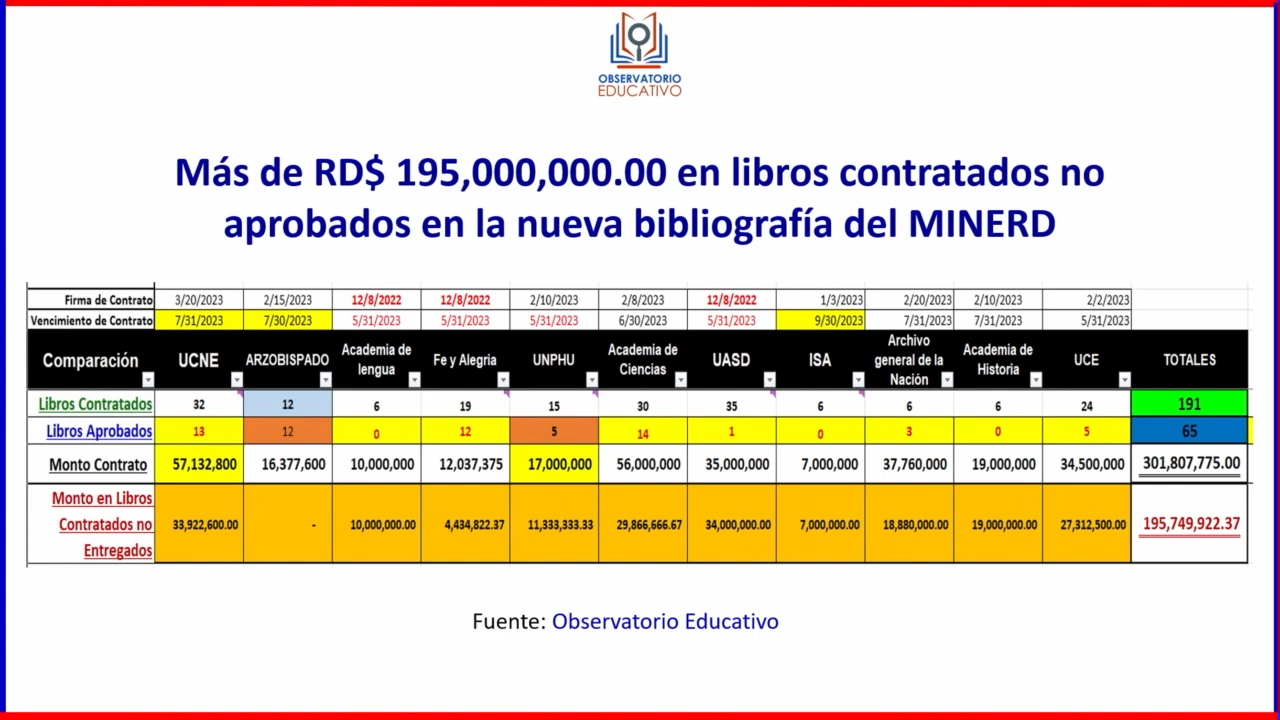 OBSERVATORIO
EDUCATIVO
Más de RD$ 195,000,000.00 en libros contratados no
aprobados en la nueva bibliografía del MINERD
Firma de Contrato 3/20/2023 2/15/2023 12/8/2022 12/8/2022 2/10/2023 2/8/2023 12/8/2022 1/3/2023 2/20/2023 2/10/2023 2/2/2023
Vencimiento de Contrato 7/31/2023 7/30/2023 5/31/2023 5/31/2023 5/31/2023 6/30/2023 5/31/2023 9/30/2023 7/31/2023 7/31/2023 5/31/2023
Comparación UCNE ARZOBISPADO Academia de lengua Fe y Alegria UNPHU Academia de Ciencias UASD ISA Archivo general de la Nación Academia de Historia UCE TOTALES
Libros Contratados 32 12 6 19 15 30 35 6 6 6 24 191
Libros Aprobados 13 12 0 12 5 14 1 0 3 0 5 65
Monto Contrato 57,132,800 16,377,600 10,000,000 12,037,375 17,000,000 56,000,000 35,000,000 7,000,000 37,760,000 19,000,000 34,500,000 301,807,775.00
Monto en Libros
Contratados no 33,922,600.00 - 10,000,000.00 4,434,822.37 11,333,333.33 29,866,666.67 34,000,000.00 7,000,000.00 18,880,000.00 19,000,000.00 27,312,500.00 195,749,922.37
Entregados
Fuente: Observatorio Educativo